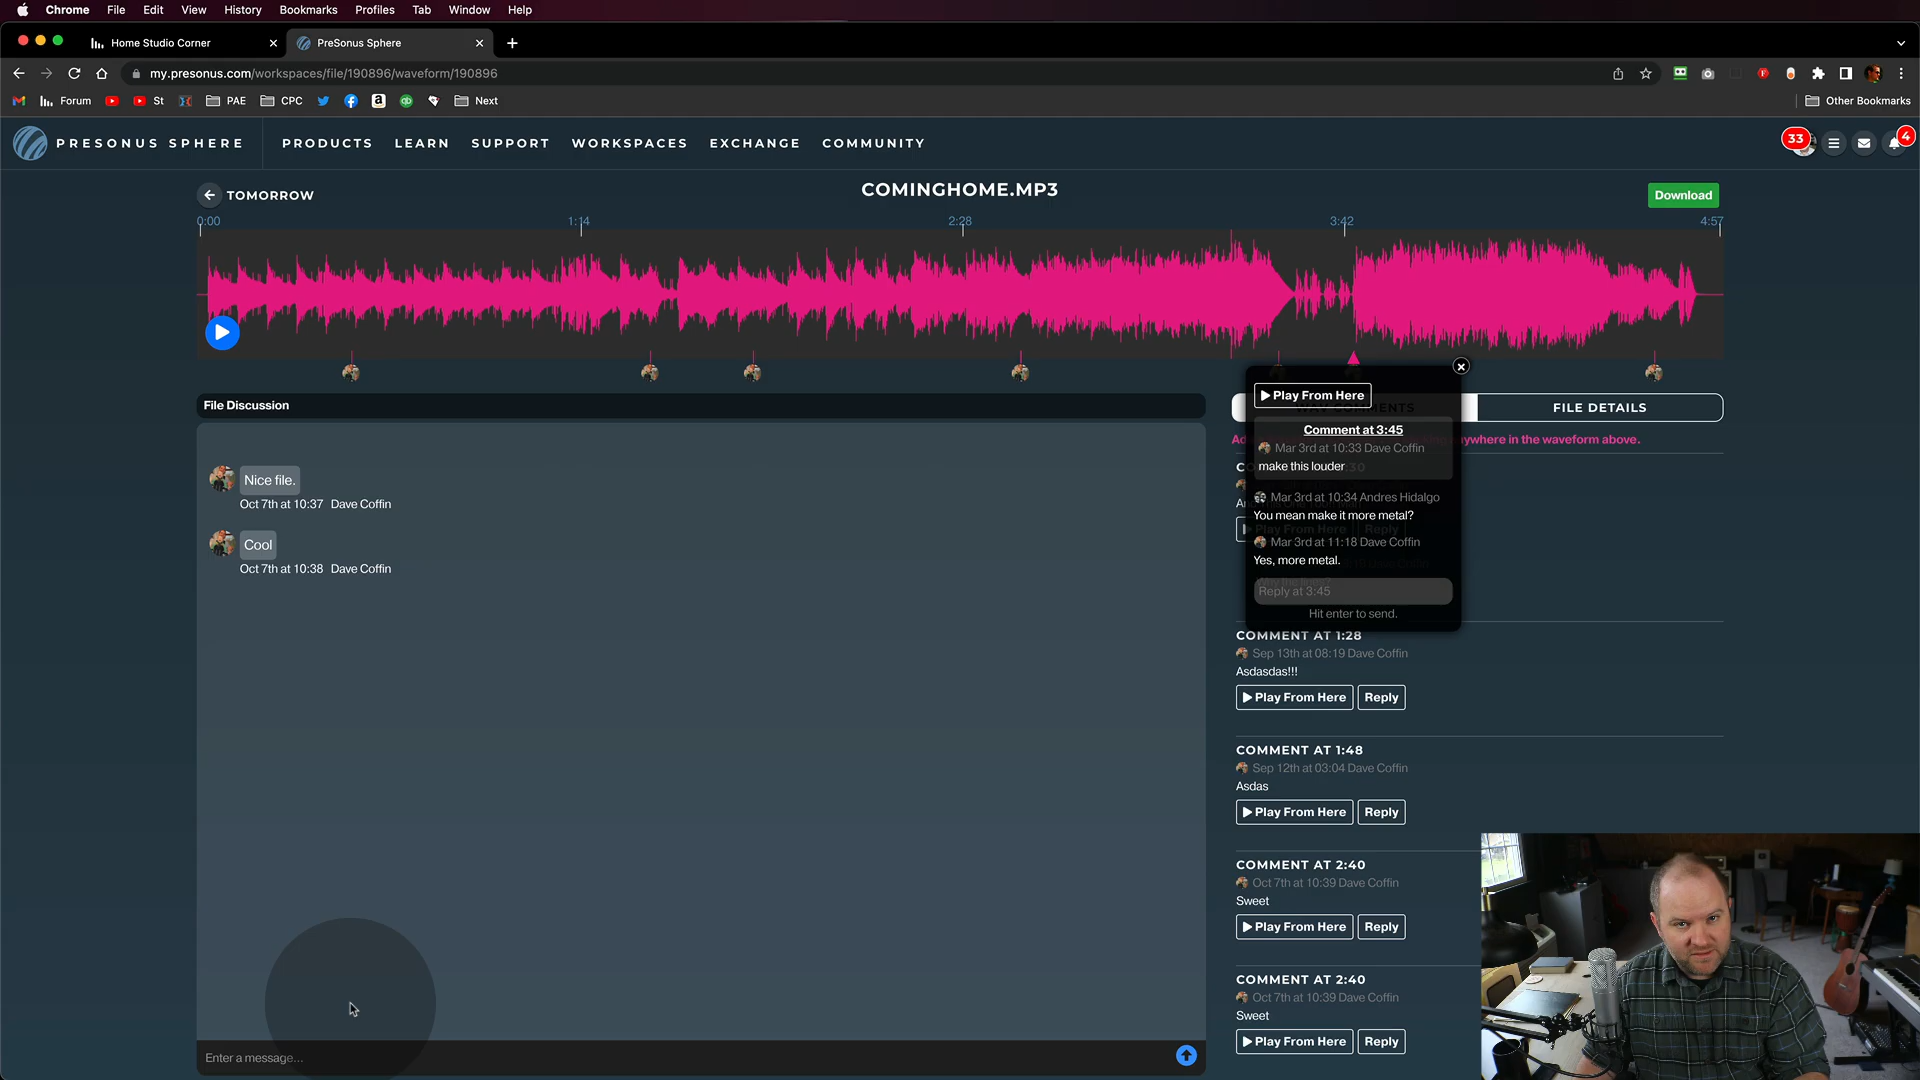 Chrome File Edit View History Bookmarks Profiles Tab Window Help
Home Studio Corner
PreSonus Sphere
my.presonus.com/workspaces/file/190896/waveform/190896
Forum St PAE CPC Next Other Bookmarks
PRESONUS SPHERE PRODUCTS LEARN SUPPORT WORKSPACES EXCHANGE COMMUNITY 33 4
TOMORROW
COMINGHOME.MP3
Download
0:00 1:14 2:28 3:42 4:57
File Discussion
Nice file.
Oct 7th at 10:37 Dave Coffin
Cool
Oct 7th at 10:38 Dave Coffin
Enter a message...
Play From Here
Comment at 3:45
Mar 3rd at 10:33 Dave Coffin
make this louder
Mar 3rd at 10:34 Andres Hidalgo
You mean make it more metal?
Mar 3rd at 11:18 Dave Coffin
Yes, more metal.
Reply at 3:45
Hit enter to send.
FILE DETAILS
anywhere in the waveform above.
COMMENT AT 1:28
Sep 13th at 08:19 Dave Coffin
Asdasdas!!!
Play From Here Reply
COMMENT AT 1:48
Sep 12th at 03:04 Dave Coffin
Asdas
Play From Here Reply
COMMENT AT 2:40
Oct 7th at 10:39 Dave Coffin
Sweet
Play From Here Reply
COMMENT AT 2:40
Oct 7th at 10:39 Dave Coffin
Sweet
Play From Here Reply